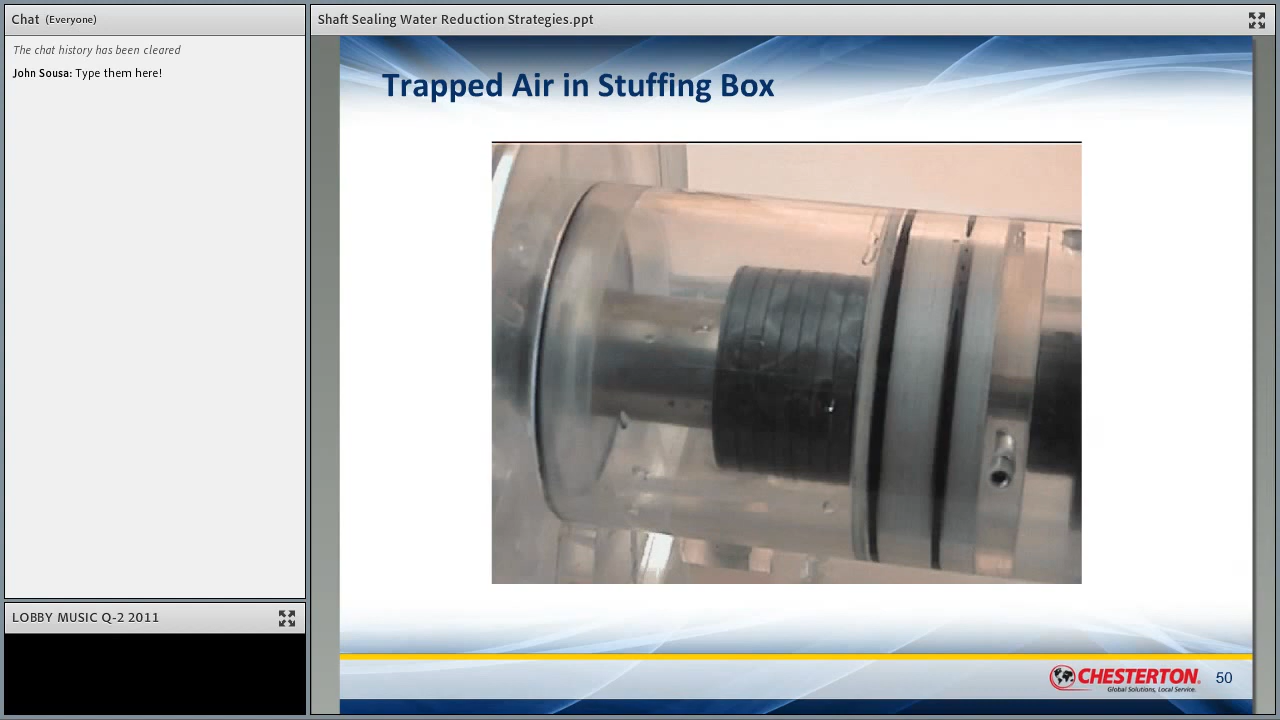 Chat (Everyone)
The chat history has been cleared
John Sousa: Type them here!
LOBBY MUSIC Q-2 2011
Shaft Sealing Water Reduction Strategies.ppt
Trapped Air in Stuffing Box
CHESTERTON
Global Solutions, Local Service.
50